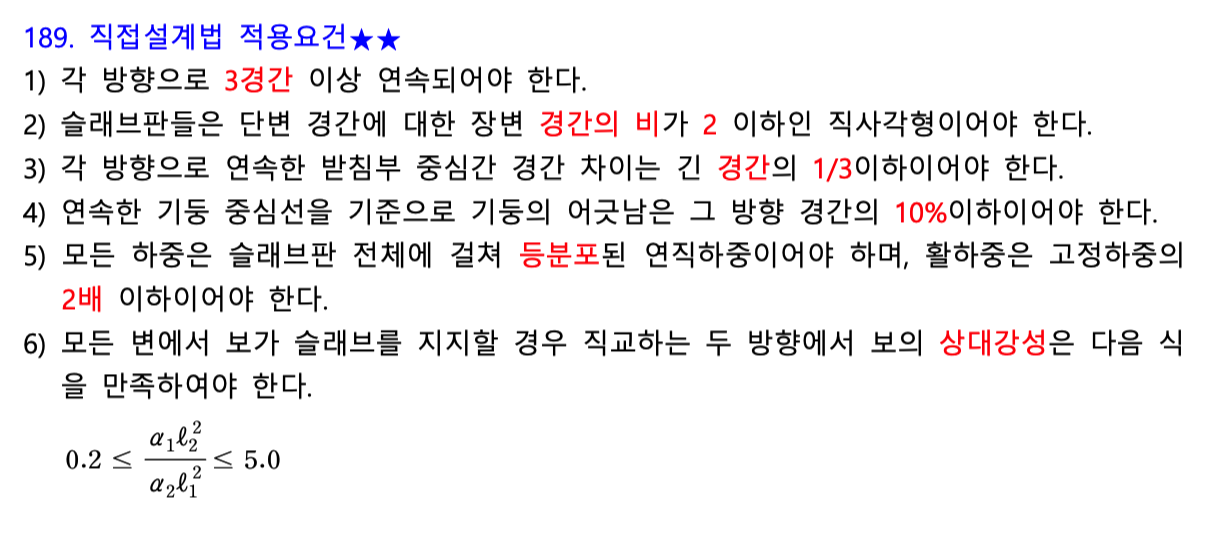 189. 직접설계법 적용요건★★
1) 각 방향으로 3경간 이상 연속되어야 한다.
2) 슬래브판들은 단변 경간에 대한 장변 경간의 비가 2 이하인 직사각형이어야 한다.
3) 각 방향으로 연속한 받침부 중심간 경간 차이는 긴 경간의 1/3이하이어야 한다.
4) 연속한 기둥 중심선을 기준으로 기둥의 어긋남은 그 방향 경간의 10%이하이어야 한다.
5) 모든 하중은 슬래브판 전체에 걸쳐 등분포된 연직하중이어야 하며, 활하중은 고정하중의
2배 이하이어야 한다.
6) 모든 변에서 보가 슬래브를 지지할 경우 직교하는 두 방향에서 보의 상대강성은 다음 식
을 만족하여야 한다.
0.2 ≤ α₁ℓ₂² / α₂ℓ₁² ≤ 5.0